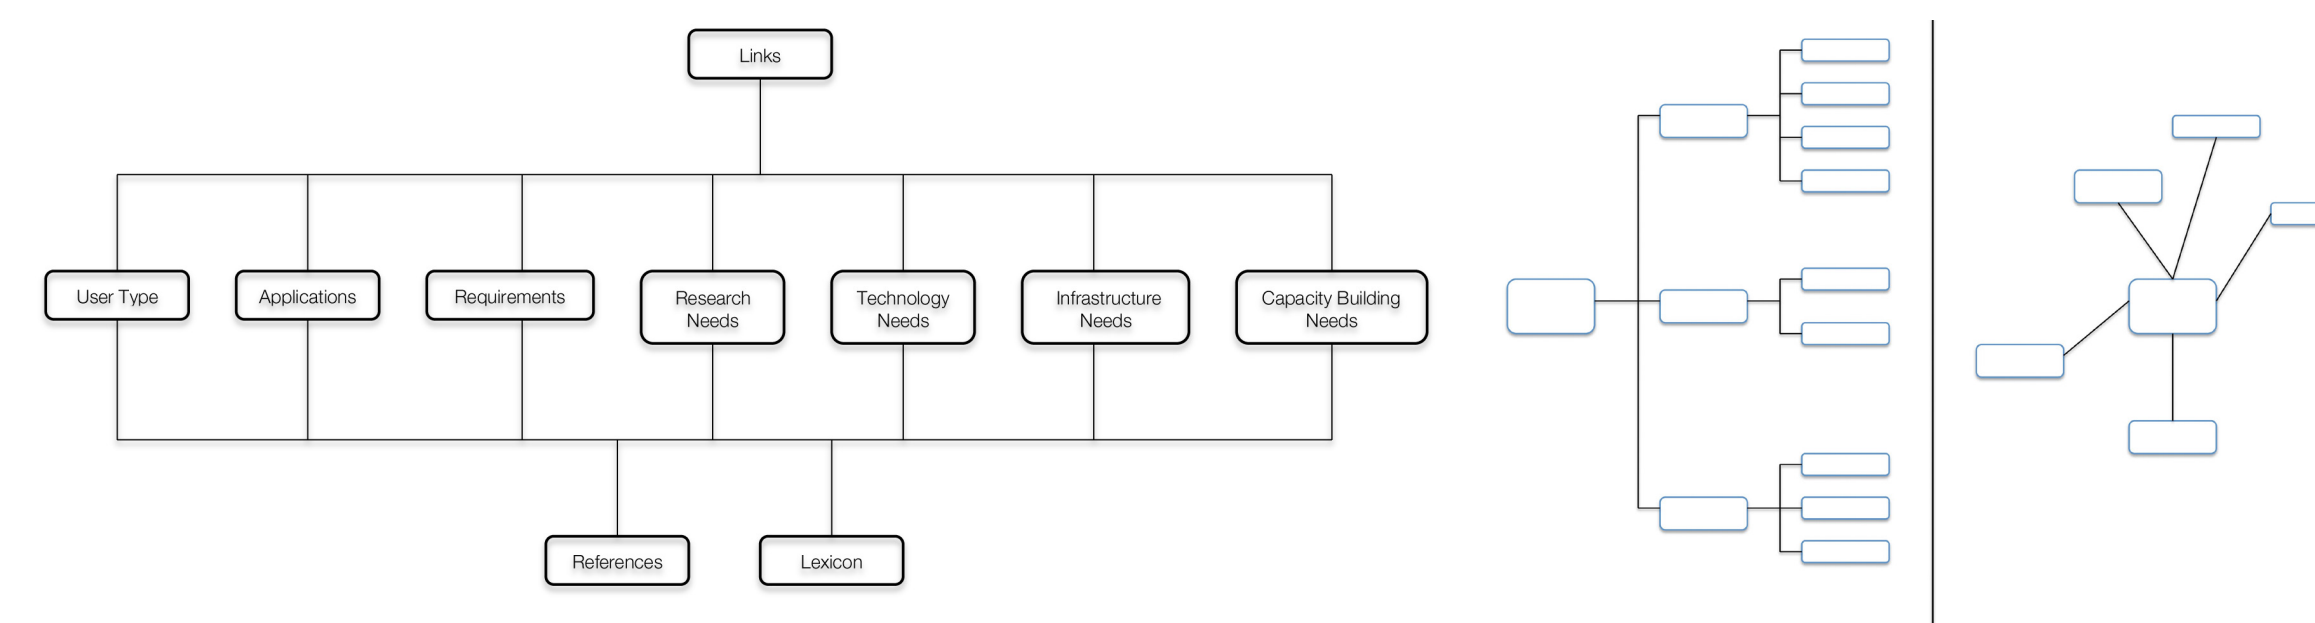 Links
User Type
Applications
Requirements
Research
Needs
Technology
Needs
Infrastructure
Needs
Capacity Building
Needs
References
Lexicon